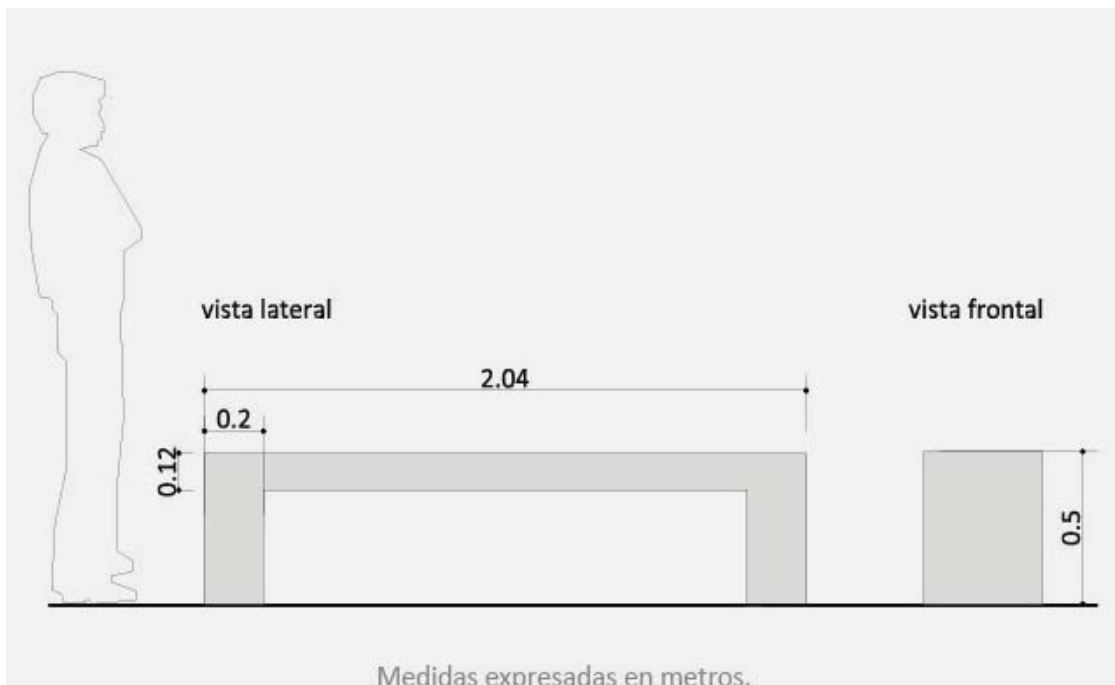 vista lateral
vista frontal
2.04
0.2
0.12
0.5
Medidas expresadas en metros.